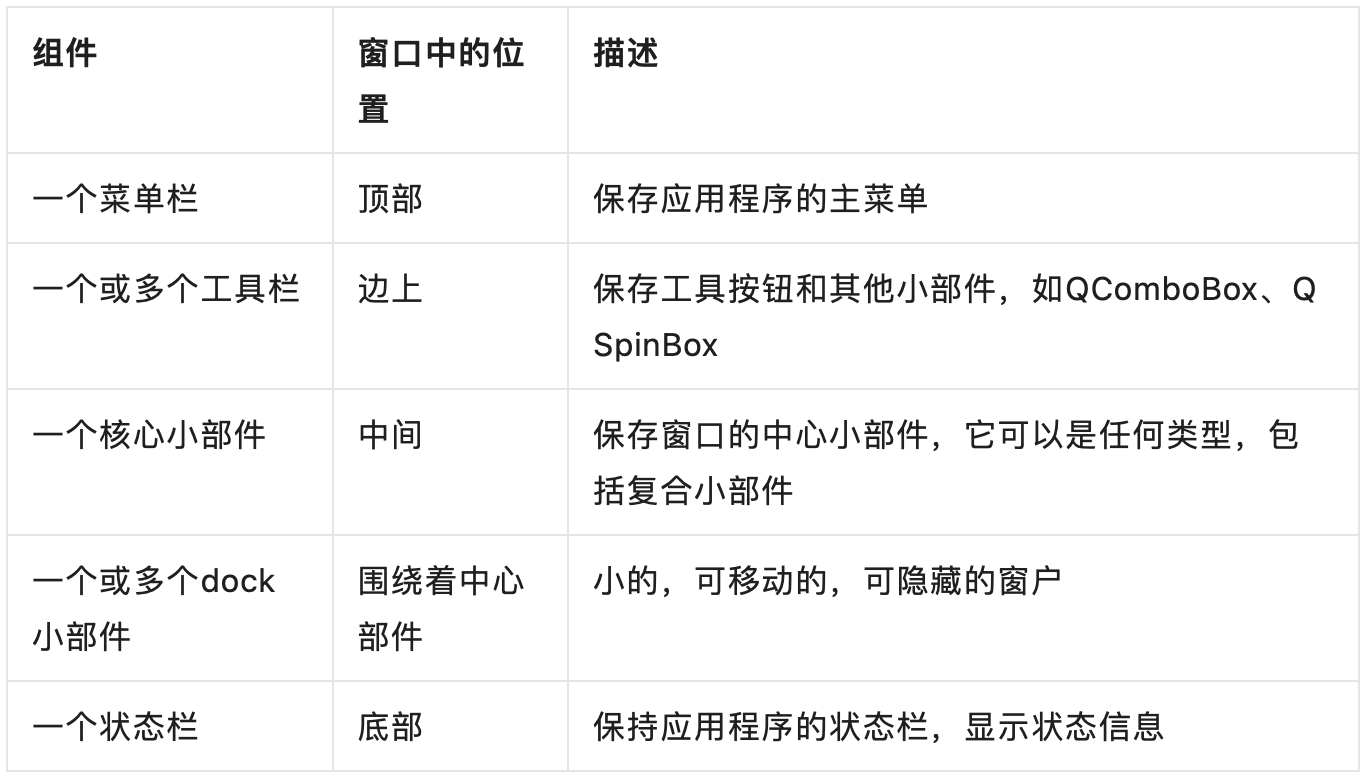 组件
窗口中的位
置
描述
一个菜单栏
顶部
保存应用程序的主菜单
一个或多个工具栏
边上
保存工具按钮和其他小部件，如QComboBox、Q
SpinBox
一个核心小部件
中间
保存窗口的中心小部件，它可以是任何类型，包
括复合小部件
一个或多个dock
小部件
围绕着中心
部件
小的，可移动的，可隐藏的窗户
一个状态栏
底部
保持应用程序的状态栏，显示状态信息